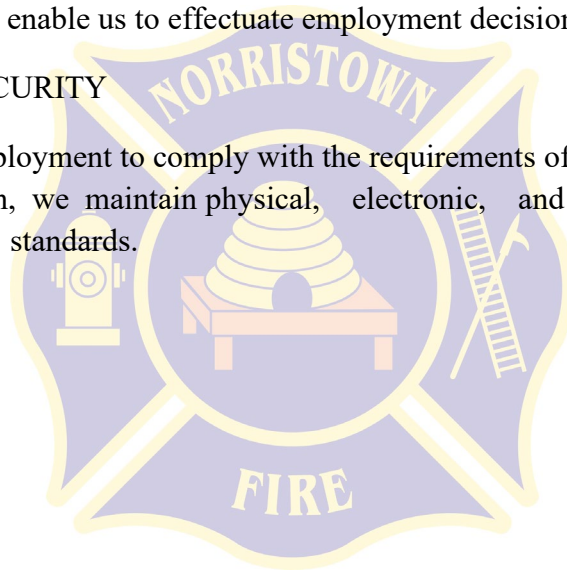 enable us to effectuate employment decision
CURITY
NORRISTOWN
ployment to comply with the requirements of
n, we maintain physical, electronic, and
standards.
FIRE